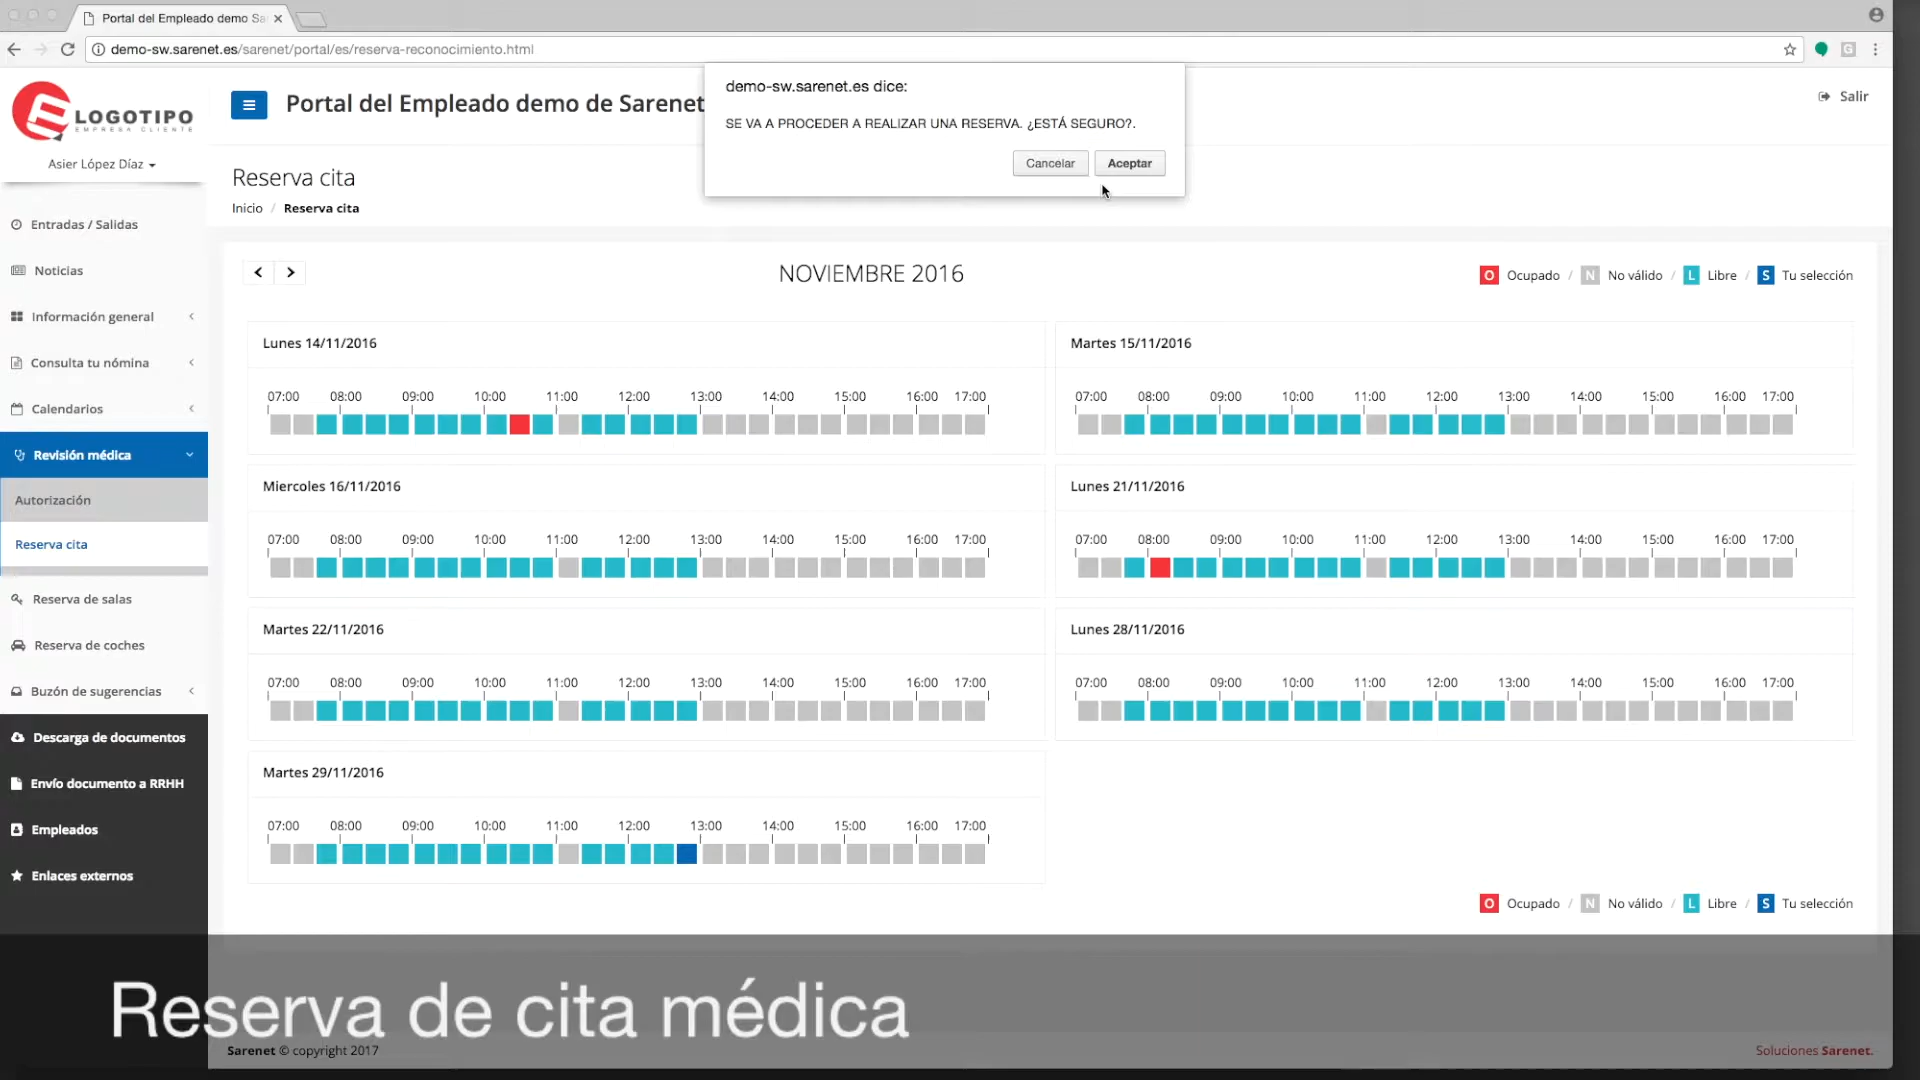 Portal del Empleado demo Sa
demo-sw.sarenet.es/sarenet/portal/es/reserva-reconocimiento.html
LOGOTIPO
EMPRESA CLIENTE
Asier López Díaz
Portal del Empleado demo de Sarenet
demo-sw.sarenet.es dice:
SE VA A PROCEDER A REALIZAR UNA RESERVA. ¿ESTÁ SEGURO?.
Cancelar
Aceptar
Salir
Reserva cita
Inicio / Reserva cita
Entradas / Salidas
Noticias
Información general
Consulta tu nómina
Calendarios
Revisión médica
Autorización
Reserva cita
Reserva de salas
Reserva de coches
Buzón de sugerencias
Descarga de documentos
Envío documento a RRHH
Empleados
Enlaces externos
NOVIEMBRE 2016
O Ocupado / N No válido / L Libre / S Tu selección
Lunes 14/11/2016
07:00 08:00 09:00 10:00 11:00 12:00 13:00 14:00 15:00 16:00 17:00
Martes 15/11/2016
07:00 08:00 09:00 10:00 11:00 12:00 13:00 14:00 15:00 16:00 17:00
Miercoles 16/11/2016
07:00 08:00 09:00 10:00 11:00 12:00 13:00 14:00 15:00 16:00 17:00
Lunes 21/11/2016
07:00 08:00 09:00 10:00 11:00 12:00 13:00 14:00 15:00 16:00 17:00
Martes 22/11/2016
07:00 08:00 09:00 10:00 11:00 12:00 13:00 14:00 15:00 16:00 17:00
Lunes 28/11/2016
07:00 08:00 09:00 10:00 11:00 12:00 13:00 14:00 15:00 16:00 17:00
Martes 29/11/2016
07:00 08:00 09:00 10:00 11:00 12:00 13:00 14:00 15:00 16:00 17:00
O Ocupado / N No válido / L Libre / S Tu selección
Reserva de cita médica
Sarenet © copyright 2017
Soluciones Sarenet.